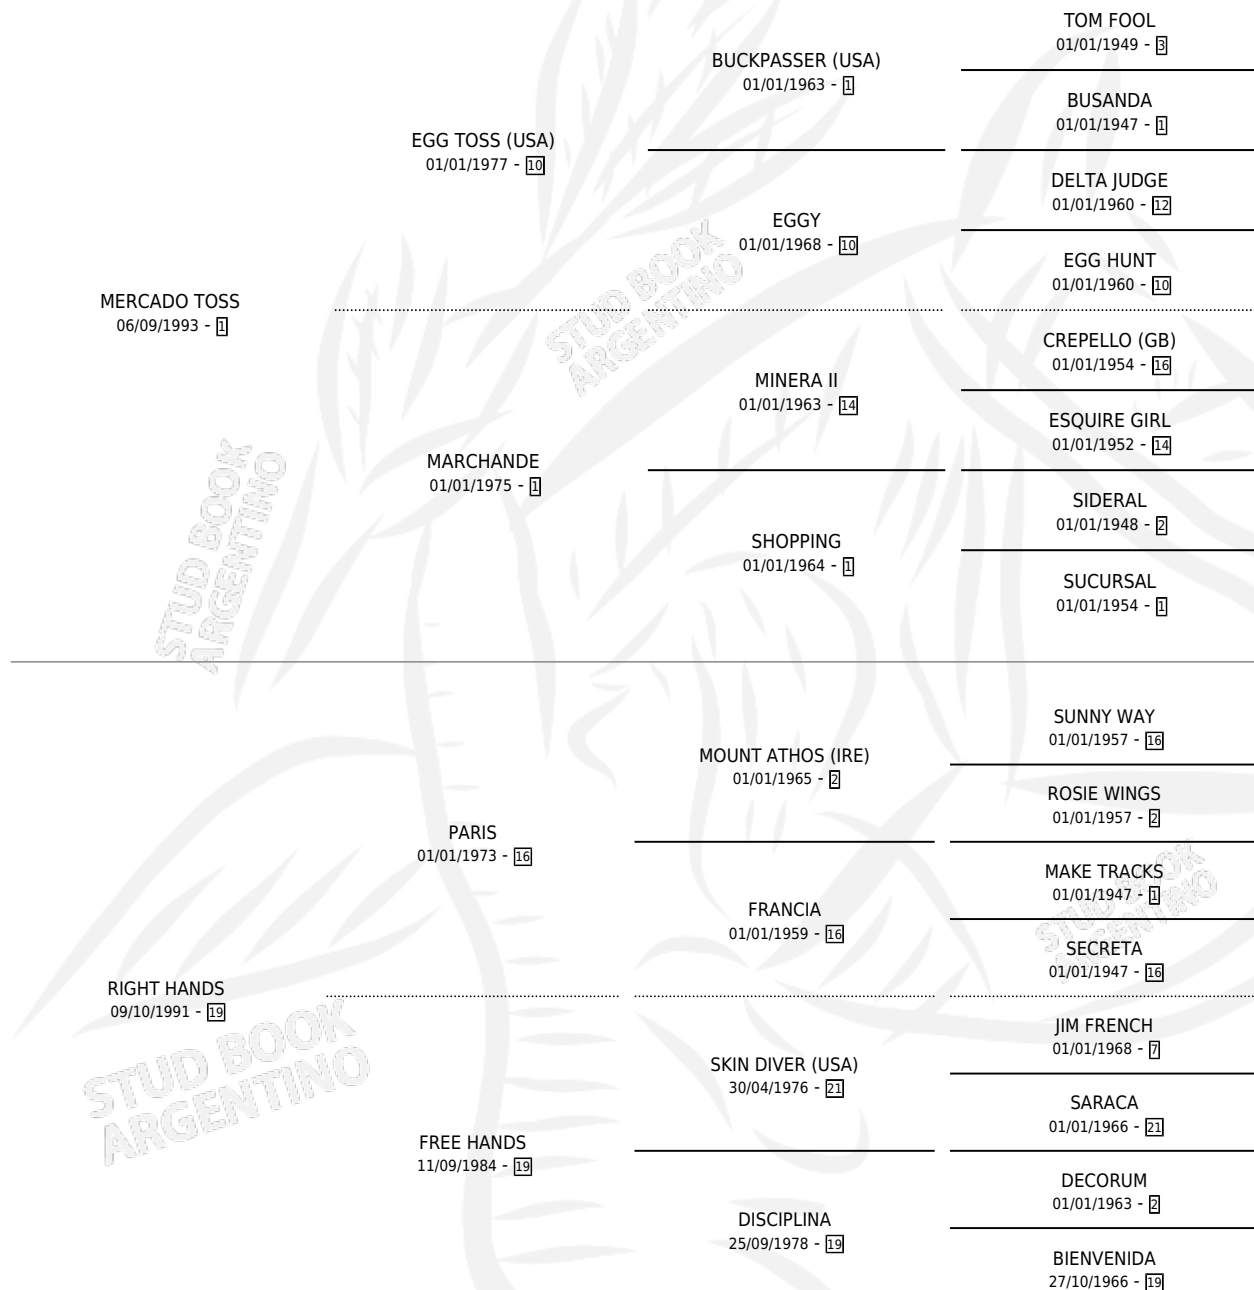 TOM FOOL
01/01/1949 - 3
BUCKPASSER (USA)
01/01/1963 - 1
BUSANDA
01/01/1947 - 1
EGG TOSS (USA)
01/01/1977 - 10
DELTA JUDGE
01/01/1960 - 12
EGGY
01/01/1968 - 10
EGG HUNT
01/01/1960 - 10
MERCADO TOSS
06/09/1993 - 1
STUD BOOK
ARGENTINO
CREPELLO (GB)
01/01/1954 - 16
MINERA II
01/01/1963 - 14
ESQUIRE GIRL
01/01/1952 - 14
MARCHANDE
01/01/1975 - 1
SIDERAL
01/01/1948 - 2
SHOPPING
01/01/1964 - 1
SUCURSAL
01/01/1954 - 1
STUD BOOK
ARGENTINO
SUNNY WAY
01/01/1957 - 16
MOUNT ATHOS (IRE)
01/01/1965 - 2
ROSIE WINGS
01/01/1957 - 2
PARIS
01/01/1973 - 16
MAKE TRACKS
01/01/1947 - 1
FRANCIA
01/01/1959 - 16
SECRETA
01/01/1947 - 16
STUD BOOK
ARGENTINO
RIGHT HANDS
09/10/1991 - 19
STUD BOOK
ARGENTINO
JIM FRENCH
01/01/1968 - 7
SKIN DIVER (USA)
30/04/1976 - 21
SARACA
01/01/1966 - 21
FREE HANDS
11/09/1984 - 19
DECORUM
01/01/1963 - 2
DISCIPLINA
25/09/1978 - 19
BIENVENIDA
27/10/1966 - 19